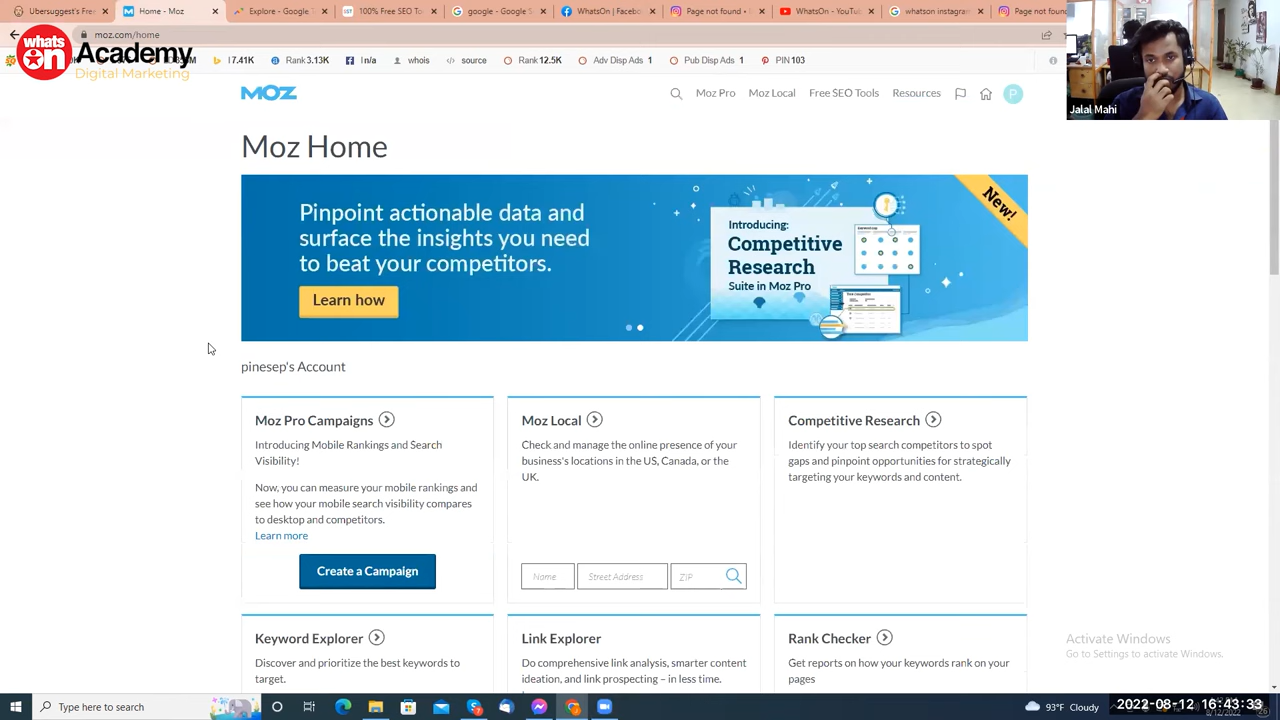 Ubersuggest
Home - Moz
Explore - Goog
100% Free SEO To
google - Google S
WhatsOn | Facebo
Page not found -
WhatsOn - YouTub
whatson instagra
Page not foun
whats
on
Academy
Digital Marketing
moz.com/home
I 7.41K
Rank 3.13K
I n/a
whois
source
Rank 12.5K
Adv Disp Ads 1
Pub Disp Ads 1
PIN 103
Jalal Mahi
MOZ
Moz Pro
Moz Local
Free SEO Tools
Resources
P
Moz Home
Pinpoint actionable data and
surface the insights you need
to beat your competitors.
Learn how
Introducing:
Competitive
Research
Suite in Moz Pro
New!
pinesep's Account
Moz Pro Campaigns
Introducing Mobile Rankings and Search
Visibility!
Now, you can measure your mobile rankings and
see how your mobile search visibility compares
to desktop and competitors.
Learn more
Create a Campaign
Moz Local
Check and manage the online presence of your
business's locations in the US, Canada, or the
UK.
Name
Street Address
ZIP
Competitive Research
Identify your top search competitors to spot
gaps and pinpoint opportunities for strategically
targeting your keywords and content.
Keyword Explorer
Discover and prioritize the best keywords to
target.
Link Explorer
Do comprehensive link analysis, smarter content
ideation, and link prospecting – in less time.
Rank Checker
Get reports on how your keywords rank on your
pages
Activate Windows
Go to Settings to activate Windows.
Type here to search
93°F Cloudy
2022-08-12 16:43:33